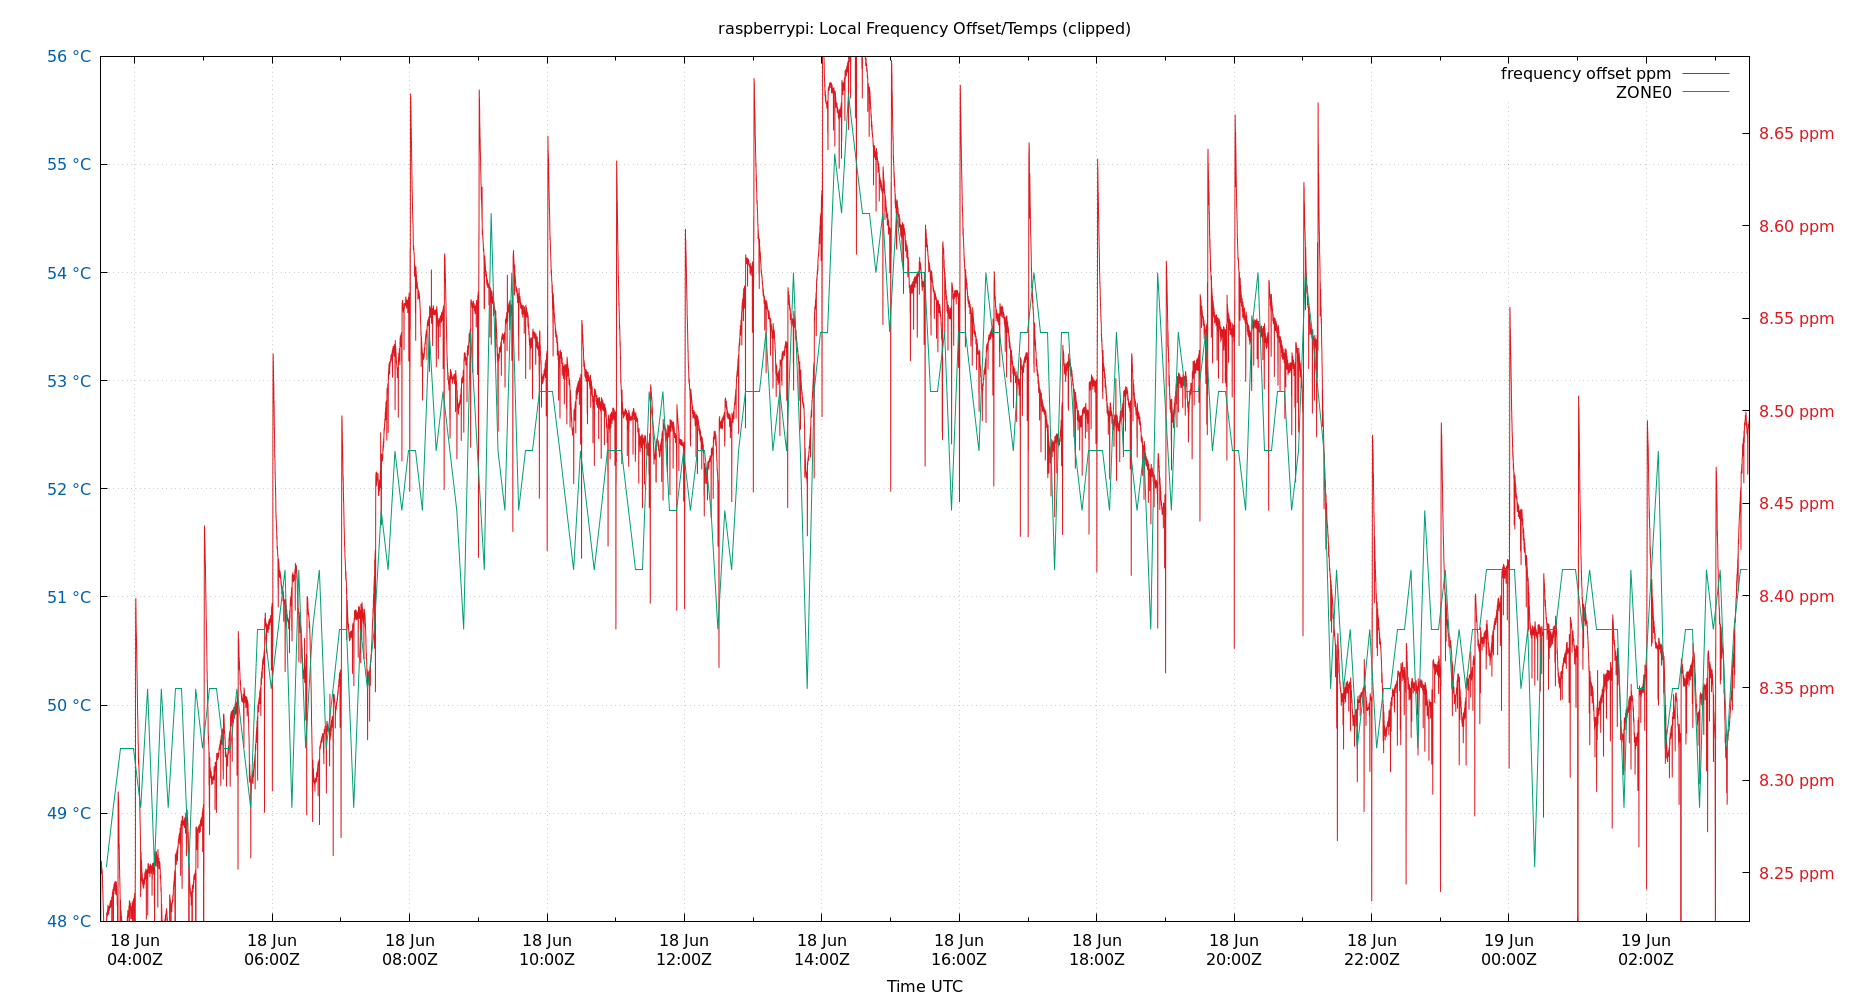 raspberrypi: Local Frequency Offset/Temps (clipped)
56 °C
55 °C
54 °C
53 °C
52 °C
51 °C
50 °C
49 °C
48 °C
frequency offset ppm
ZONE0
8.65 ppm
8.60 ppm
8.55 ppm
8.50 ppm
8.45 ppm
8.40 ppm
8.35 ppm
8.30 ppm
8.25 ppm
18 Jun 18 Jun 18 Jun 18 Jun 18 Jun 18 Jun 18 Jun 18 Jun 18 Jun 18 Jun 19 Jun 19 Jun
04:00Z 06:00Z 08:00Z 10:00Z 12:00Z 14:00Z 16:00Z 18:00Z 20:00Z 22:00Z 00:00Z 02:00Z
Time UTC